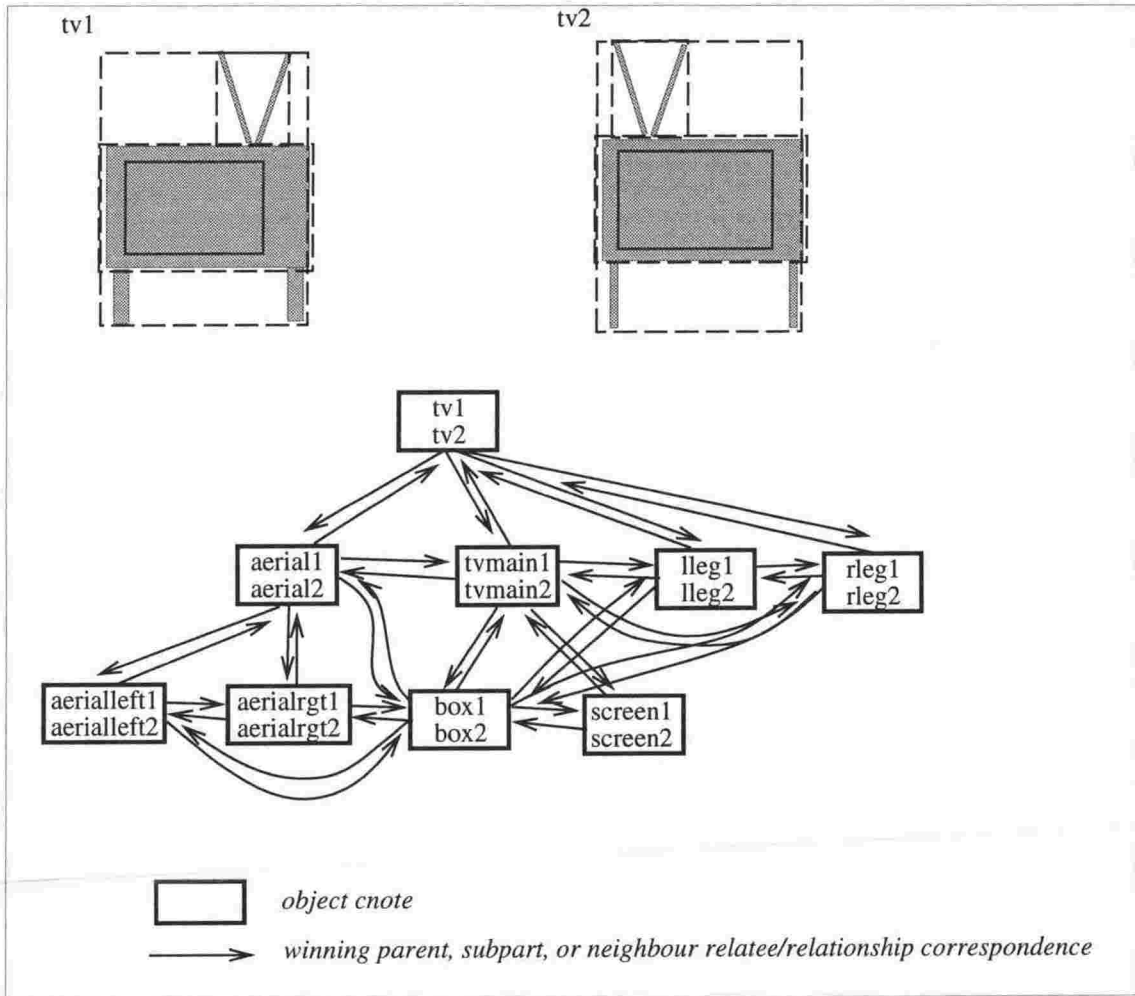 tv1
tv2
tv1
tv2
aerial1
aerial2
tvmain1
tvmain2
lleg1
lleg2
rleg1
rleg2
aerialleft1
aerialleft2
aerialrgt1
aerialrgt2
box1
box2
screen1
screen2
object cnote
winning parent, subpart, or neighbour relatee/relationship correspondence